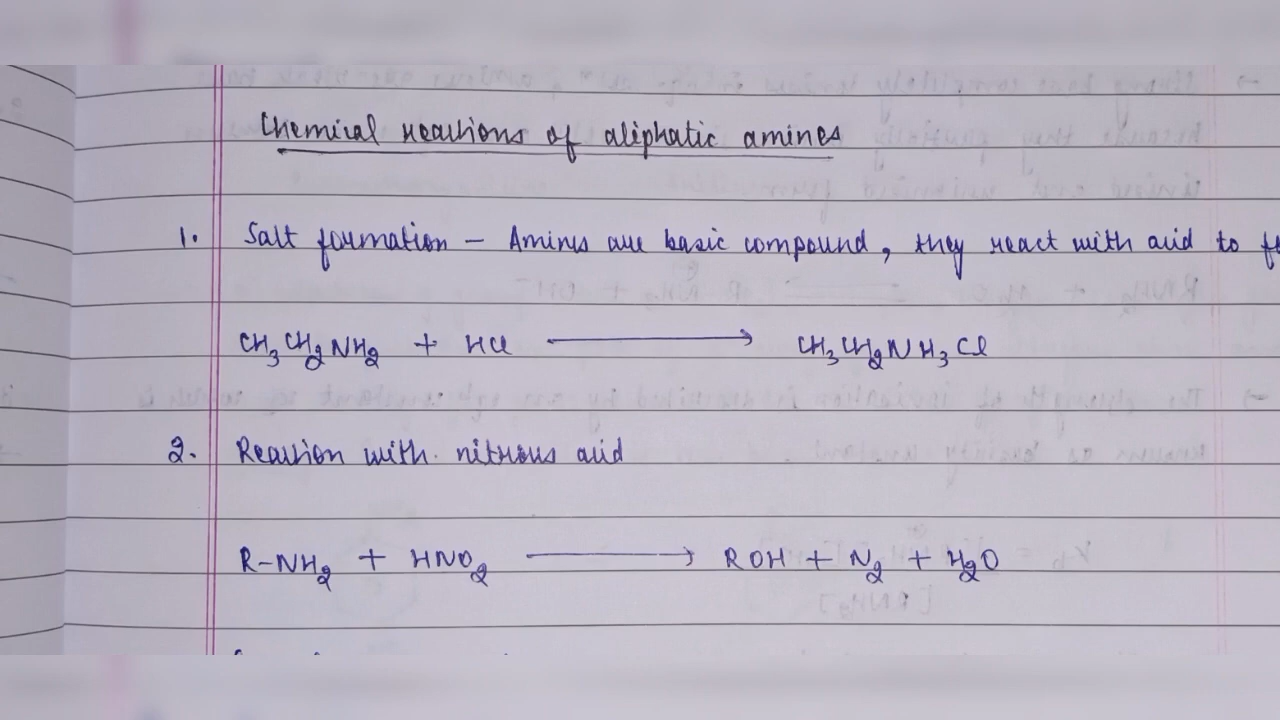 Chemical reactions of aliphatic amines
1. Salt formation – Amines are basic compound, they react with acid to
CH₃CH₂NH₂ + HCl ⟶ CH₃CH₂NH₃Cl
2. Reaction with nitrous acid
R–NH₂ + HNO₂ ⟶ ROH + N₂ + H₂O